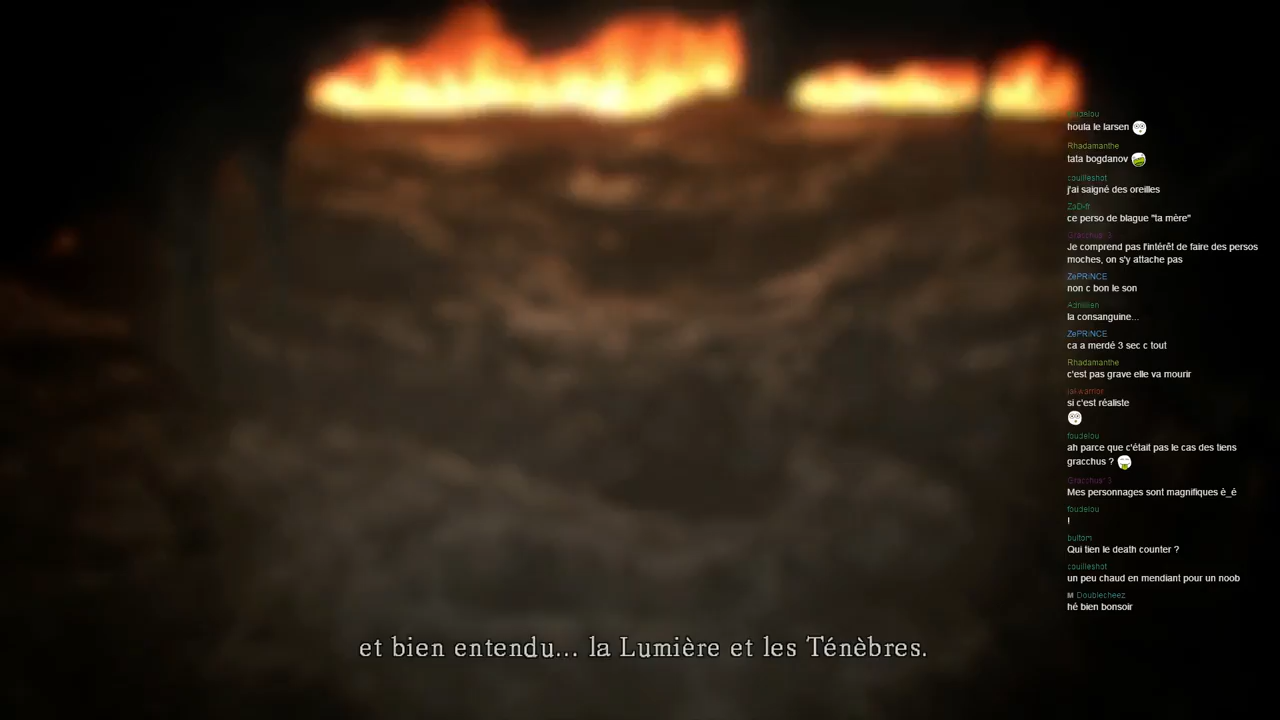 houla le larsen
Rhadamanthe
tata bogdanov
couilleshot
j'ai saigné des oreilles
ZaD-fr
ce perso de blague "ta mère"
Je comprend pas l'intérêt de faire des persos
moches, on s'y attache pas
ZePRiNCE
non c bon le son
la consanguine...
ZePRiNCE
ca a merdé 3 sec c tout
Rhadamanthe
c'est pas grave elle va mourir
si c'est réaliste
foudelou
ah parce que c'était pas le cas des tiens
gracchus ?
Mes personnages sont magnifiques è_é
foudelou
!
bultom
Qui tien le death counter ?
couilleshot
un peu chaud en mendiant pour un noob
M Doublecheez
hé bien bonsoir
et bien entendu... la Lumière et les Ténèbres.